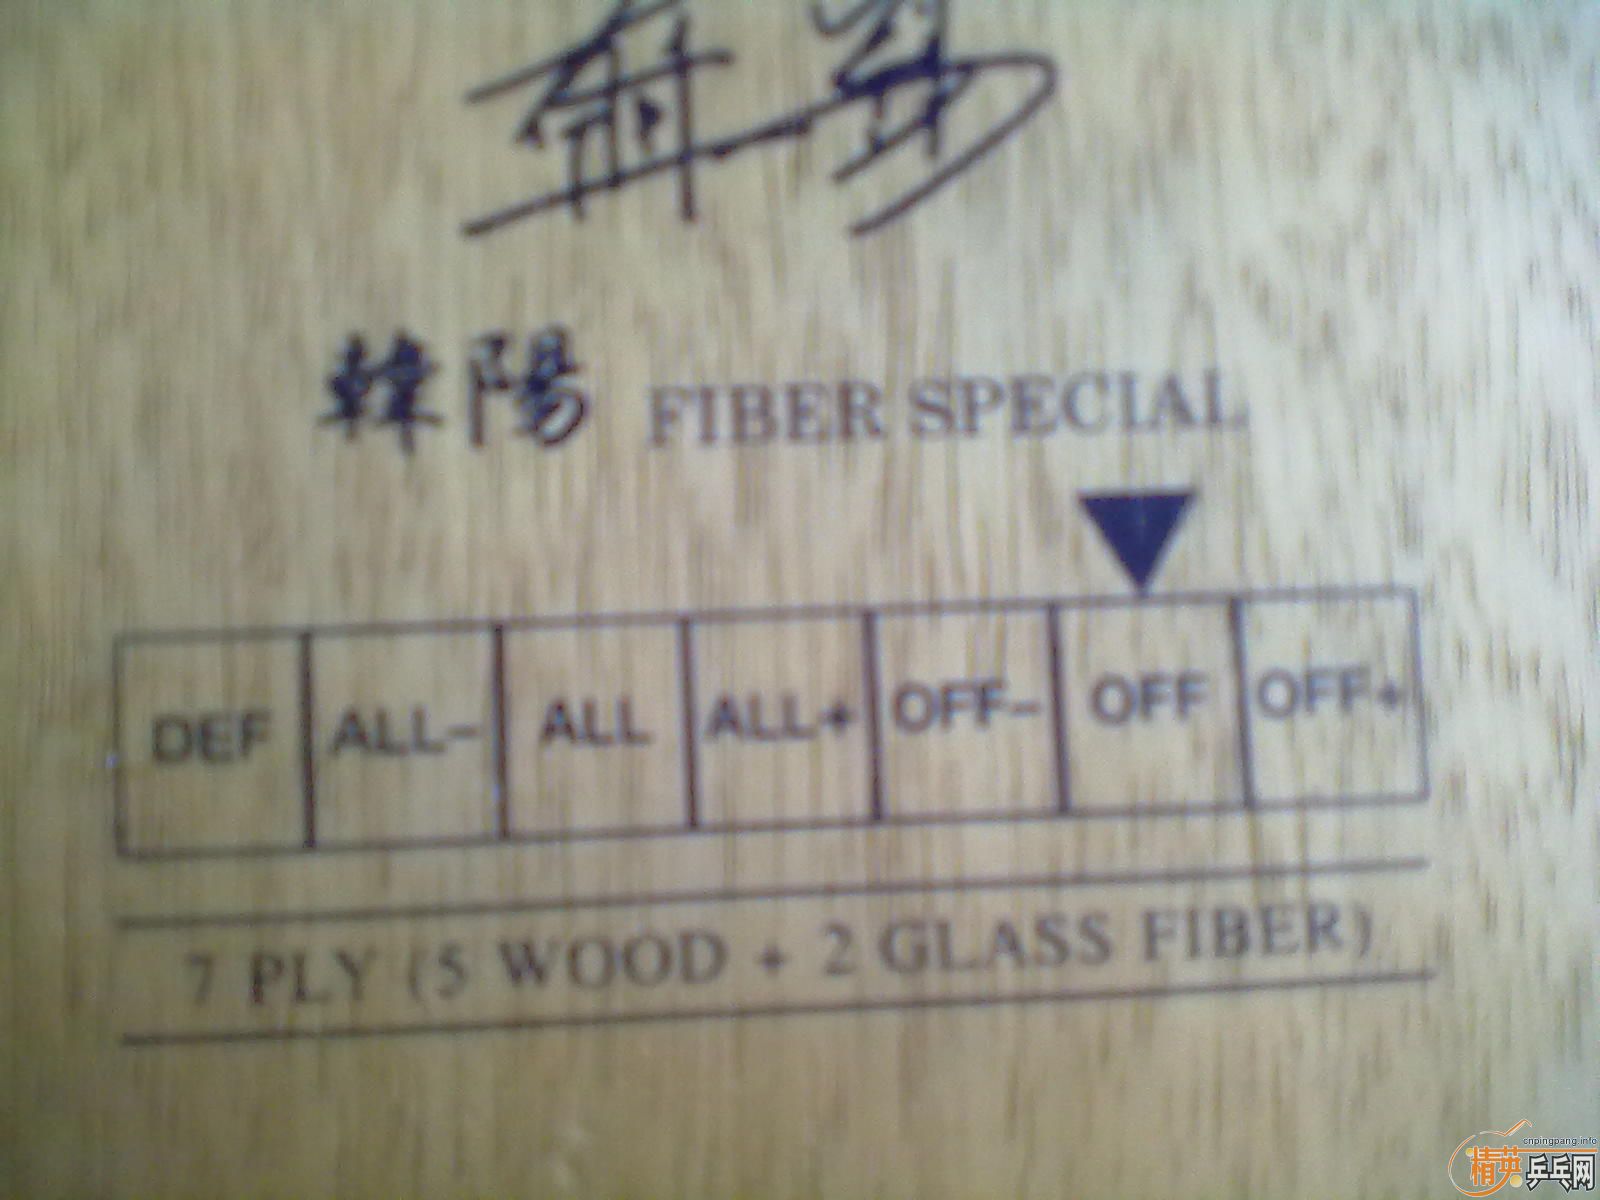 韓陽 FIBER SPECIAL
DEF ALL- ALL ALL+ OFF- OFF OFF+
7 PLY (5 WOOD + 2 GLASS FIBER)
cnpingpang.info
精英乒乓网